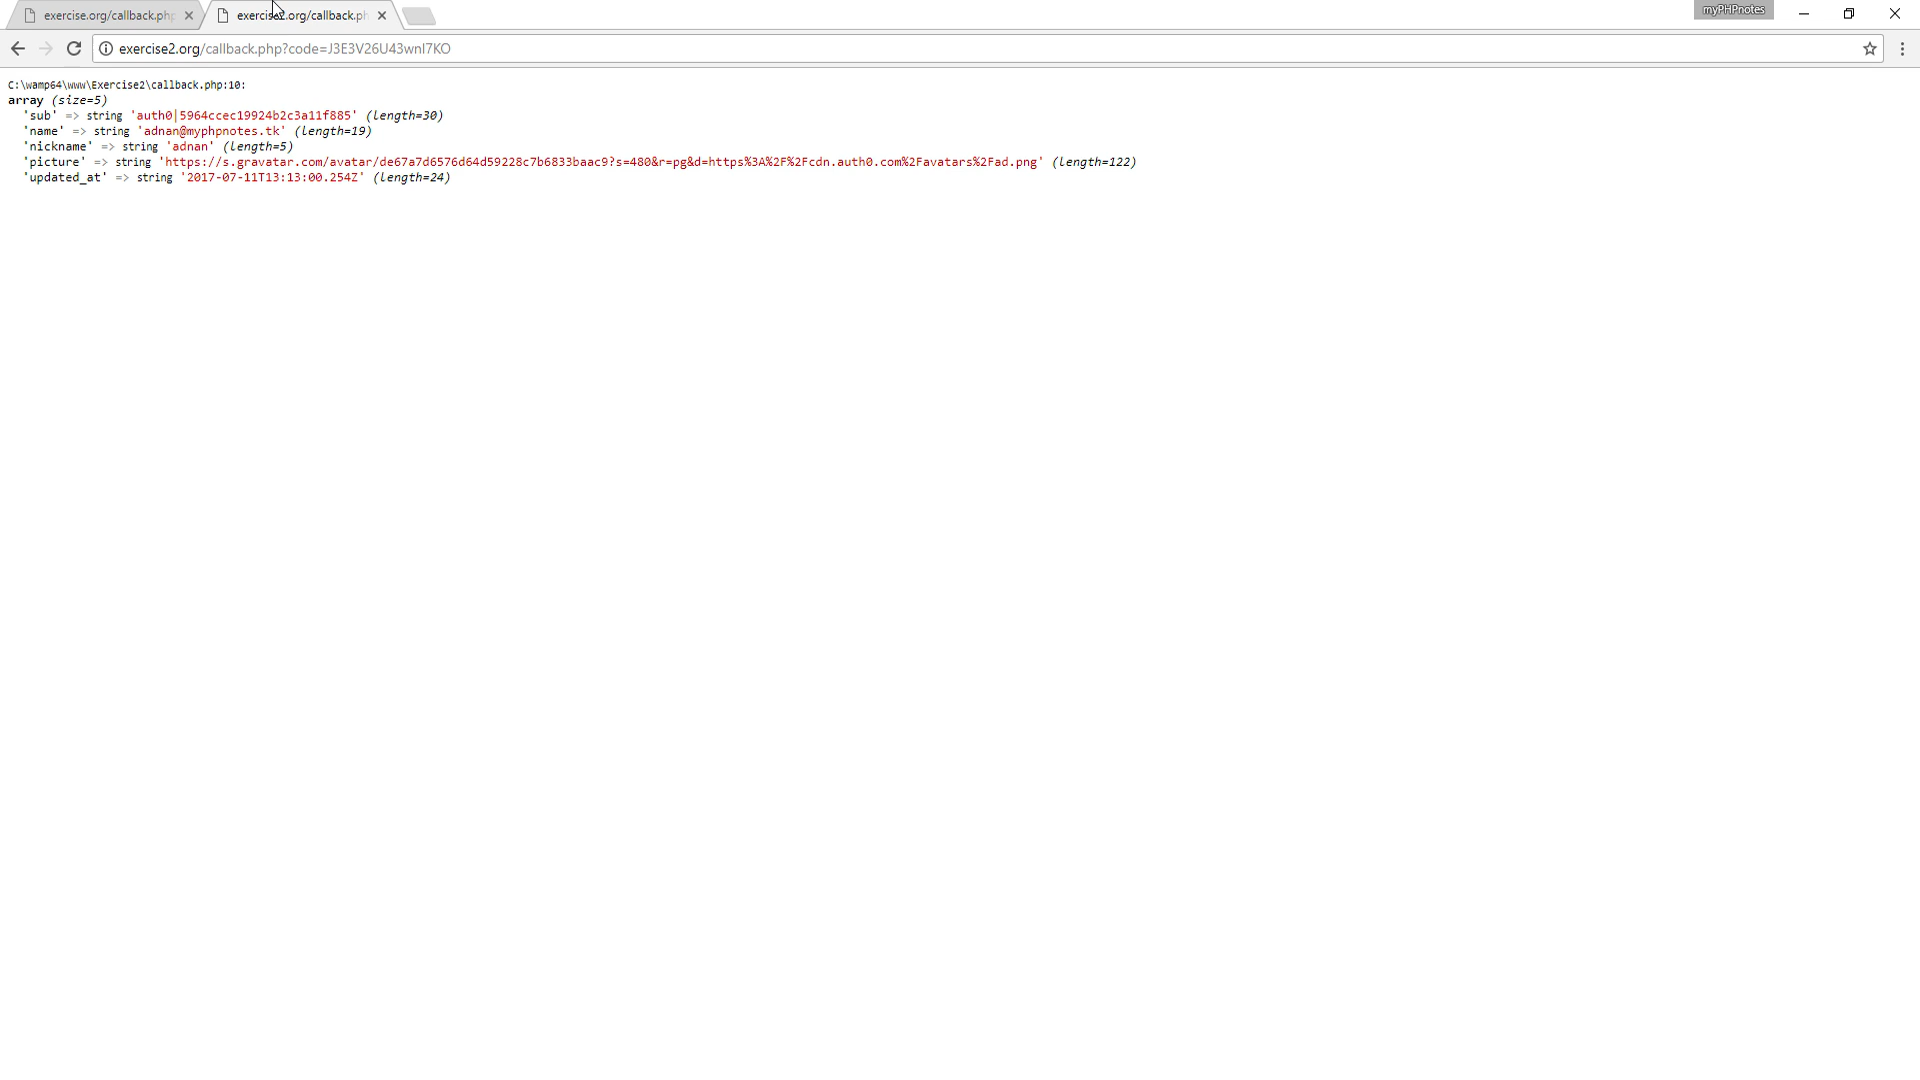 exercise.org/callback.php
exercise2.org/callback.ph
myPHPnotes
exercise2.org/callback.php?code=J3E3V26U43wnI7KO
C:\wamp64\www\Exercise2\callback.php:10:
array (size=5)
'sub' => string 'auth0|5964ccec19924b2c3a11f885' (length=30)
'name' => string 'adnan@myphpnotes.tk' (length=19)
'nickname' => string 'adnan' (length=5)
'picture' => string 'https://s.gravatar.com/avatar/de67a7d6576d64d59228c7b6833baac9?s=480&r=pg&d=https%3A%2F%2Fcdn.auth0.com%2Favatars%2Fad.png' (length=122)
'updated_at' => string '2017-07-11T13:13:00.254Z' (length=24)